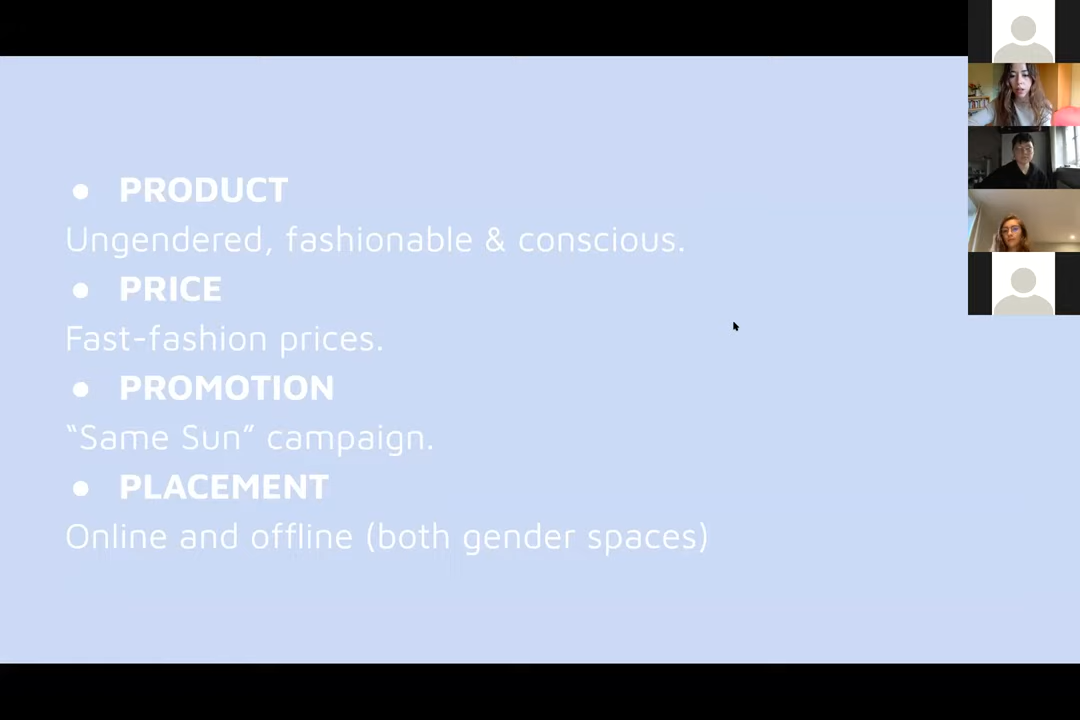 ● PRODUCT
Ungendered, fashionable & conscious.
● PRICE
Fast-fashion prices.
● PROMOTION
“Same Sun” campaign.
● PLACEMENT
Online and offline (both gender spaces)